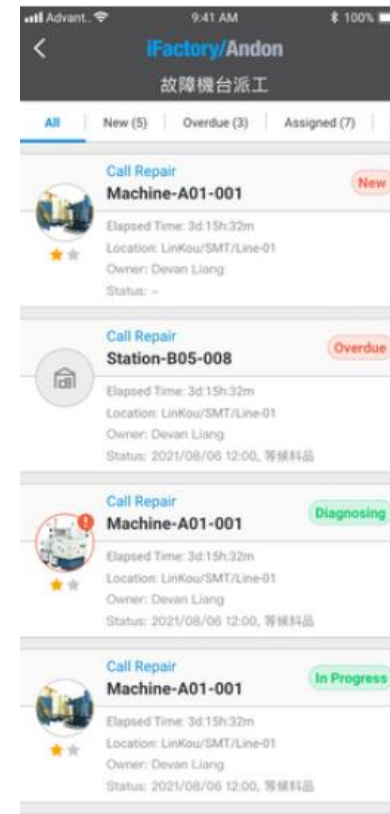 Advant.. 9:41 AM 100%
iFactory/Andon
故障機台派工
All New (5) Overdue (3) Assigned (7)
Call Repair
Machine-A01-001 New
Elapsed Time: 3d:15h:32m
Location: LinKou/SMT/Line-01
Owner: Devan Liang
Status: –
Call Repair
Station-B05-008 Overdue
Elapsed Time: 3d:15h:32m
Location: LinKou/SMT/Line-01
Owner: Devan Liang
Status: 2021/08/06 12:00, 等候料品
Call Repair
Machine-A01-001 Diagnosing
Elapsed Time: 3d:15h:32m
Location: LinKou/SMT/Line-01
Owner: Devan Liang
Status: 2021/08/06 12:00, 等候料品
Call Repair
Machine-A01-001 In Progress
Elapsed Time: 3d:15h:32m
Location: LinKou/SMT/Line-01
Owner: Devan Liang
Status: 2021/08/06 12:00, 等候料品